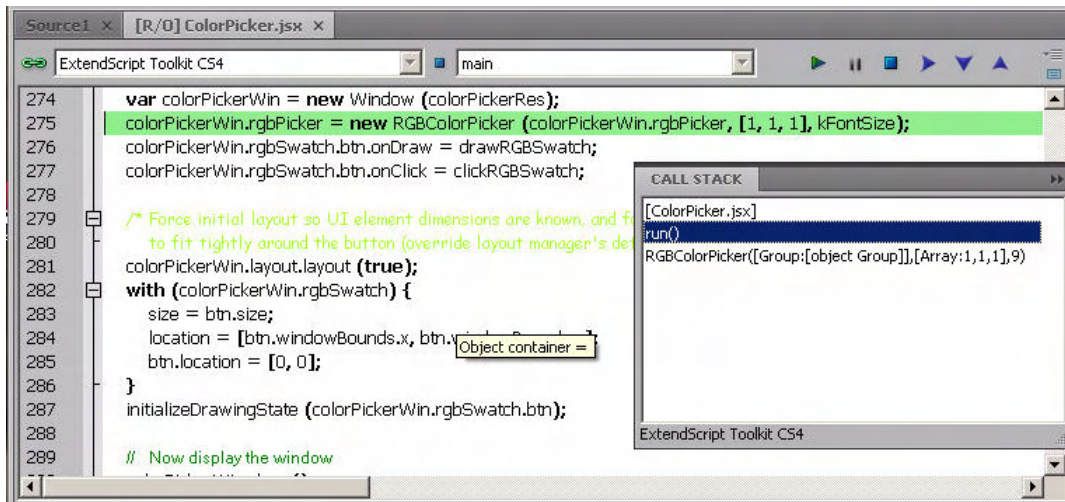 Source1 × [R/O] ColorPicker.jsx ×
ExtendScript Toolkit CS4 main
274 var colorPickerWin = new Window (colorPickerRes);
275 colorPickerWin.rgbPicker = new RGBColorPicker (colorPickerWin.rgbPicker, [1, 1, 1], kFontSize);
276 colorPickerWin.rgbSwatch.btn.onDraw = drawRGBSwatch;
277 colorPickerWin.rgbSwatch.btn.onClick = clickRGBSwatch;
278
279 /* Force initial layout so UI element dimensions are known, and
280 to fit tightly around the button (override layout manager's
281 colorPickerWin.layout.layout (true);
282 with (colorPickerWin.rgbSwatch) {
283 size = btn.size;
284 location = [btn.windowBounds.x,
285 btn.location = [0, 0];
286 }
287 initializeDrawingState (colorPickerWin.rgbSwatch.btn);
288
289 // Now display the window
Object container =
CALL STACK
[ColorPicker.jsx]
run()
RGBColorPicker([Group:[object Group]],[Array:1,1,1],9)
ExtendScript Toolkit CS4